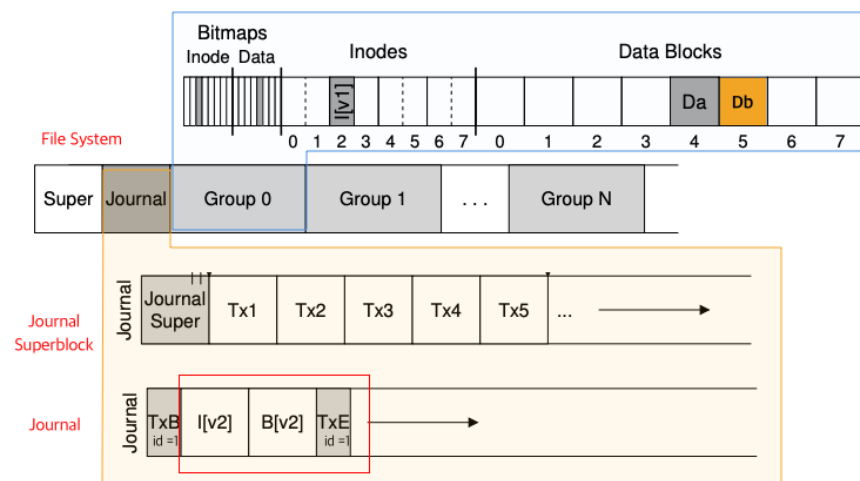 Bitmaps
Inode Data
Inodes
Data Blocks
I[v1]
Da
Db
0 1 2 3 4 5 6 7 0 1 2 3 4 5 6 7
File System
Super
Journal
Group 0
Group 1
. . .
Group N
Journal
Superblock
Journal
Journal
Super
Tx1
Tx2
Tx3
Tx4
Tx5
...
Journal
Journal
TxB
id =1
I[v2]
B[v2]
TxE
id =1